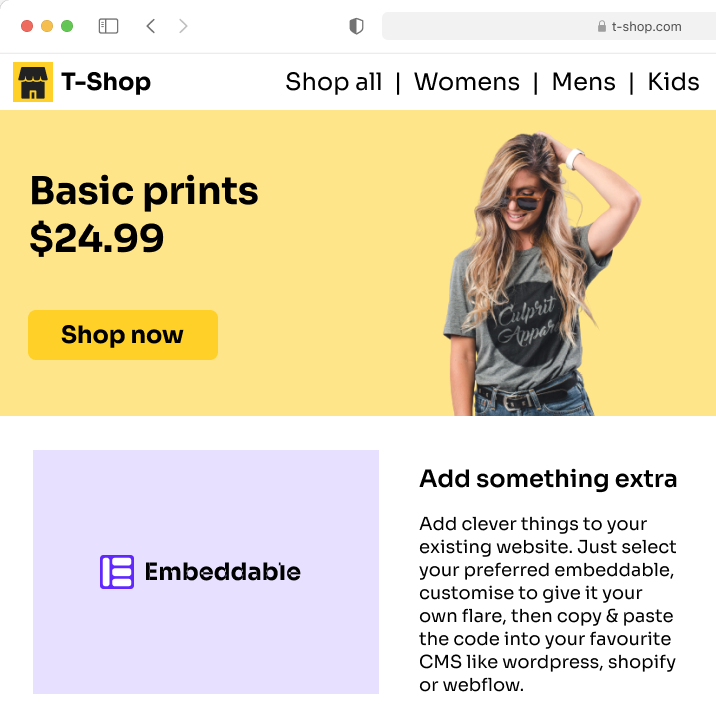 t-shop.com
T-Shop
Shop all | Womens | Mens | Kids
Basic prints
$24.99
Culprit
Appar
Shop now
Embeddable
Add something extra
Add clever things to your
existing website. Just select
your preferred embeddable,
customise to give it your
own flare, then copy & paste
the code into your favourite
CMS like wordpress, shopify
or webflow.